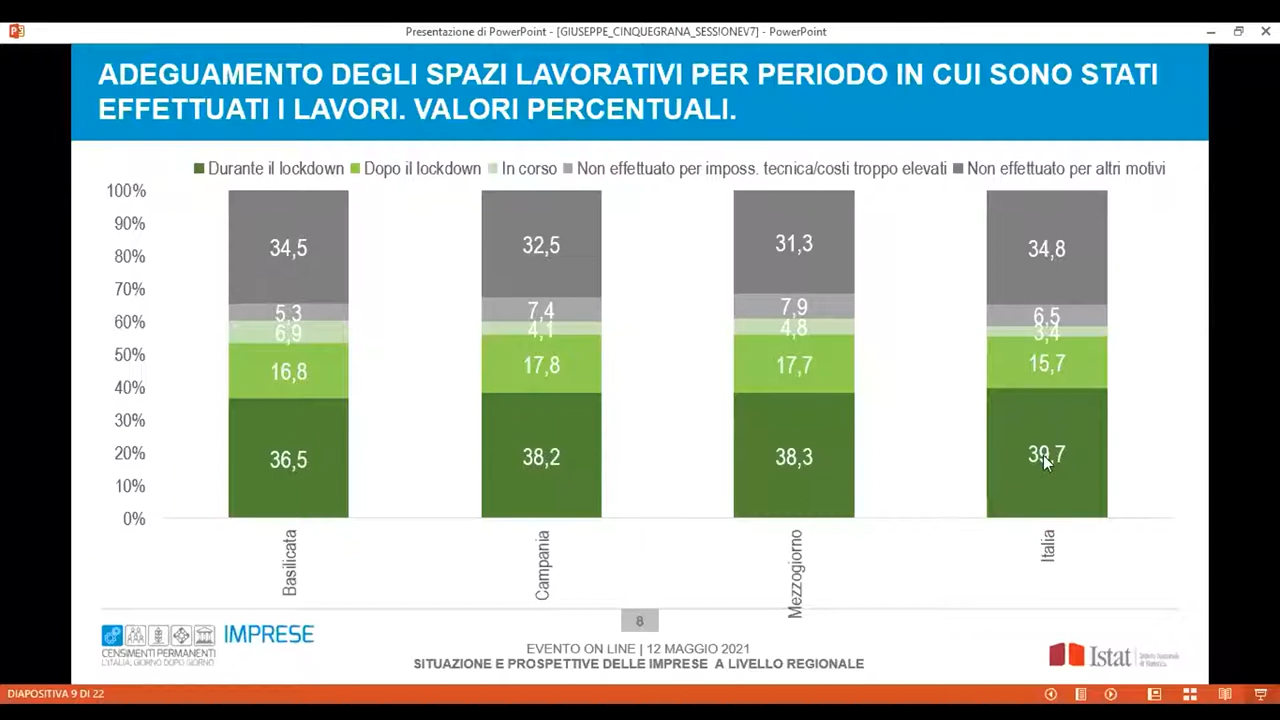 Presentazione di PowerPoint - [GIUSEPPE_CINQUEGRANA_SESSIONEV7] - PowerPoint
ADEGUAMENTO DEGLI SPAZI LAVORATIVI PER PERIODO IN CUI SONO STATI
EFFETTUATI I LAVORI. VALORI PERCENTUALI.
Durante il lockdown Dopo il lockdown In corso Non effettuato per imposs. tecnica/costi troppo elevati Non effettuato per altri motivi
100%
90%
80%
70%
60%
50%
40%
30%
20%
10%
0%
34,5
5,3
6,9
16,8
36,5
32,5
7,4
4,1
17,8
38,2
31,3
7,9
4,8
17,7
38,3
34,8
6,5
3,4
15,7
39,7
Basilicata
Campania
Mezzogiorno
Italia
8
IMPRESE
CENSIMENTI PERMANENTI
L'ITALIA, GIORNO DOPO GIORNO
EVENTO ON LINE | 12 MAGGIO 2021
SITUAZIONE E PROSPETTIVE DELLE IMPRESE A LIVELLO REGIONALE
Istat
DIAPOSITIVA 9 DI 22